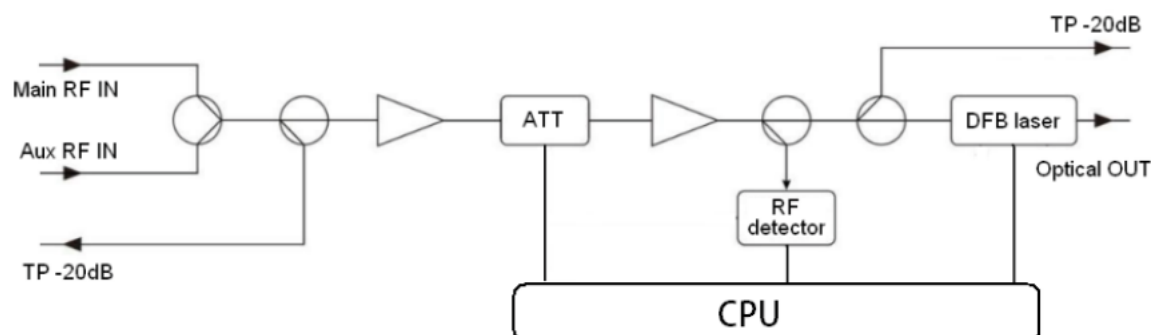 TP -20dB
Main RF IN
ATT
DFB laser
Aux RF IN
Optical OUT
RF
detector
TP -20dB
CPU